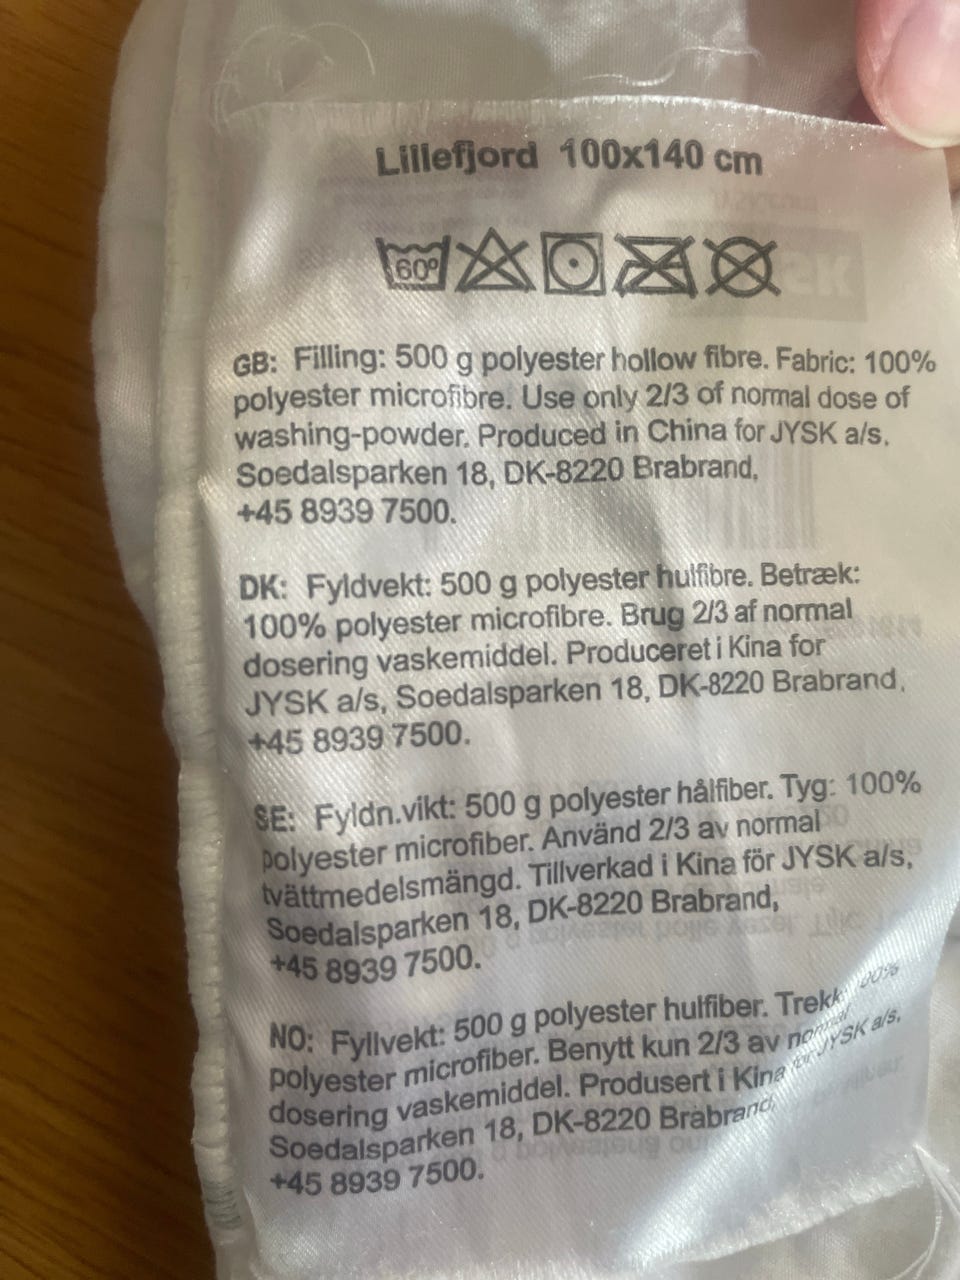 Lillefjord 100x140 cm
60°
GB: Filling: 500 g polyester hollow fibre. Fabric: 100%
polyester microfibre. Use only 2/3 of normal dose of
washing-powder. Produced in China for JYSK a/s.
Soedalsparken 18, DK-8220 Brabrand,
+45 8939 7500.
DK: Fyldvekt: 500 g polyester hulfibre. Betræk:
100% polyester microfibre. Brug 2/3 af normal
dosering vaskemiddel. Produceret i Kina for
JYSK a/s, Soedalsparken 18, DK-8220 Brabrand,
+45 8939 7500.
SE: Fyldn.vikt: 500 g polyester hålfiber. Tyg: 100%
polyester microfiber. Använd 2/3 av normal
tvättmedelsmängd. Tillverkad i Kina för JYSK a/s,
Soedalsparken 18, DK-8220 Brabrand,
+45 8939 7500.
NO: Fyllvekt: 500 g polyester hulfiber. Trekk: 100%
polyester microfiber. Benytt kun 2/3 av normal
dosering vaskemiddel. Produsert i Kina for JYSK a/s,
Soedalsparken 18, DK-8220 Brabrand,
+45 8939 7500.